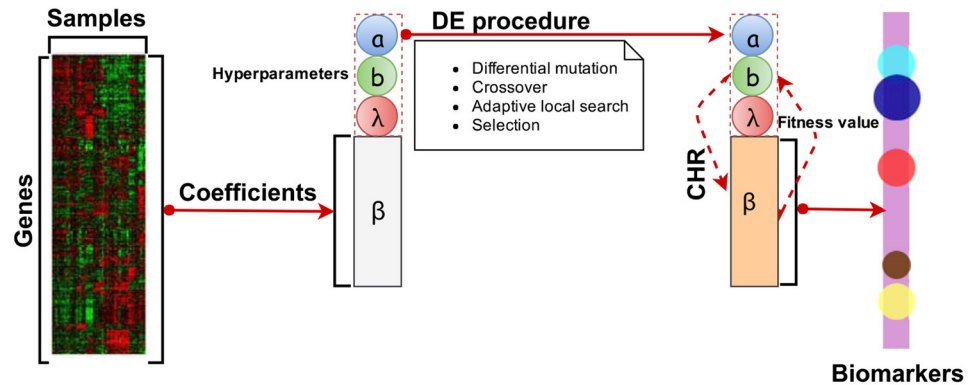 Samples
Genes
Coefficients
Hyperparameters
a
b
λ
β
DE procedure
Differential mutation
Crossover
Adaptive local search
Selection
a
b
λ
β
CHR
Fitness value
Biomarkers